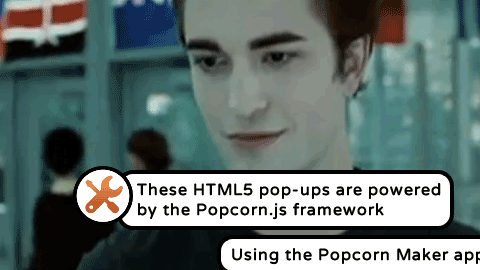 These HTML5 pop-ups are powered
by the Popcorn.js framework
Using the Popcorn Maker app